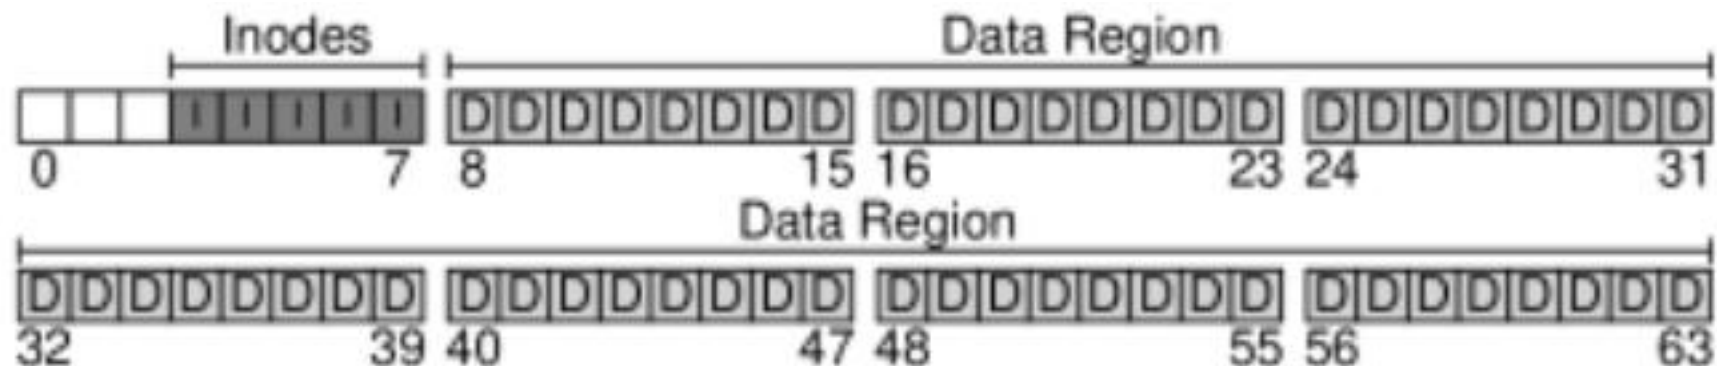 Inodes Data Region
I I I I I D D D D D D D D D D D D D D D D D D D D D D D D
0 7 8 15 16 23 24 31
Data Region
D D D D D D D D D D D D D D D D D D D D D D D D D D D D D D D D
32 39 40 47 48 55 56 63